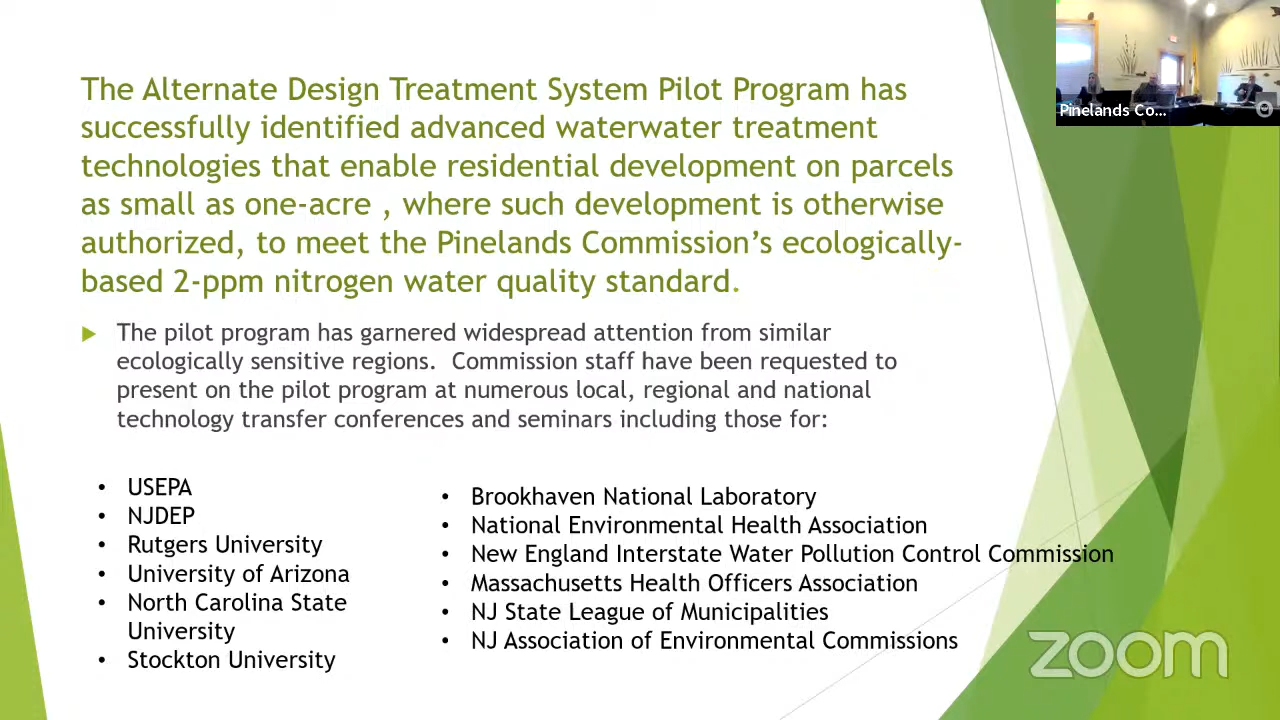 The Alternate Design Treatment System Pilot Program has
successfully identified advanced waterwater treatment
technologies that enable residential development on parcels
as small as one-acre , where such development is otherwise
authorized, to meet the Pinelands Commission’s ecologically-
based 2-ppm nitrogen water quality standard.
The pilot program has garnered widespread attention from similar
ecologically sensitive regions.  Commission staff have been requested to
present on the pilot program at numerous local, regional and national
technology transfer conferences and seminars including those for:
• USEPA
• NJDEP
• Rutgers University
• University of Arizona
• North Carolina State
University
• Stockton University
• Brookhaven National Laboratory
• National Environmental Health Association
• New England Interstate Water Pollution Control Commission
• Massachusetts Health Officers Association
• NJ State League of Municipalities
• NJ Association of Environmental Commissions
Pinelands Co...
zoom